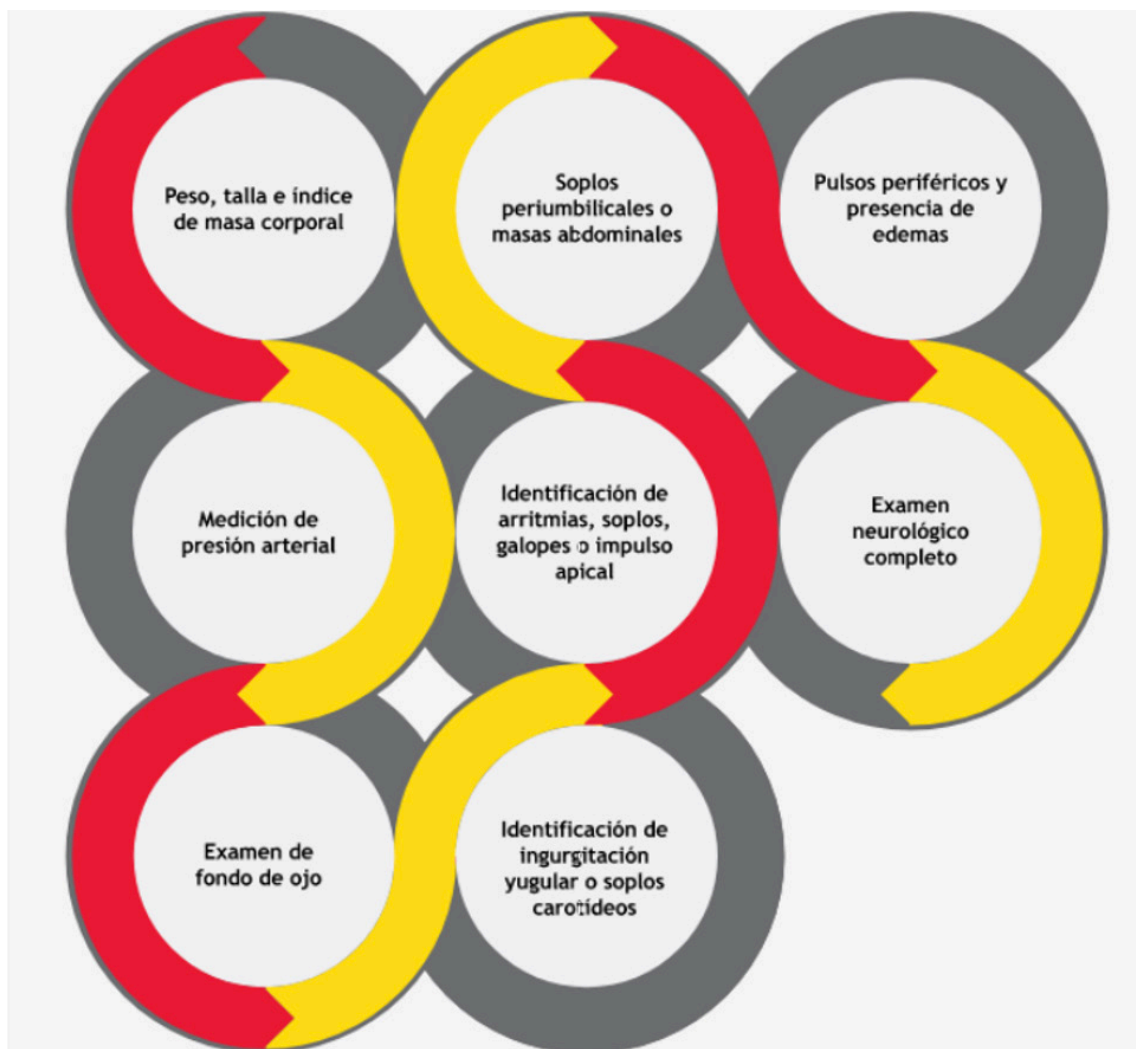 Peso, talla e índice
de masa corporal
Soplos
periumbilicales o
masas abdominales
Pulsos periféricos y
presencia de
edemas
Medición de
presión arterial
Identificación de
arritmias, soplos,
galopes o impulso
apical
Examen
neurológico
completo
Examen de
fondo de ojo
Identificación de
ingurgitación
yugular o soplos
carotídeos